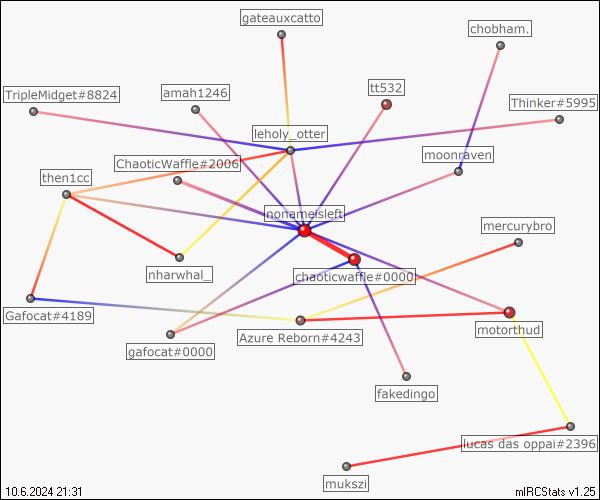 gateauxcatto
chobham.
TripleMidget#8824
amah1246
tt532
Thinker#5995
leholy_otter
ChaoticWaffle#2006
moonraven
then1cc
nonameisleft
mercurybro
nharwhal_
chaoticwaffle#0000
Gafocat#4189
Azure Reborn#4243
motorthud
gafocat#0000
fakedingo
lucas das oppai#2396
mukszi
10.6.2024 21:31
mIRCStats v1.25